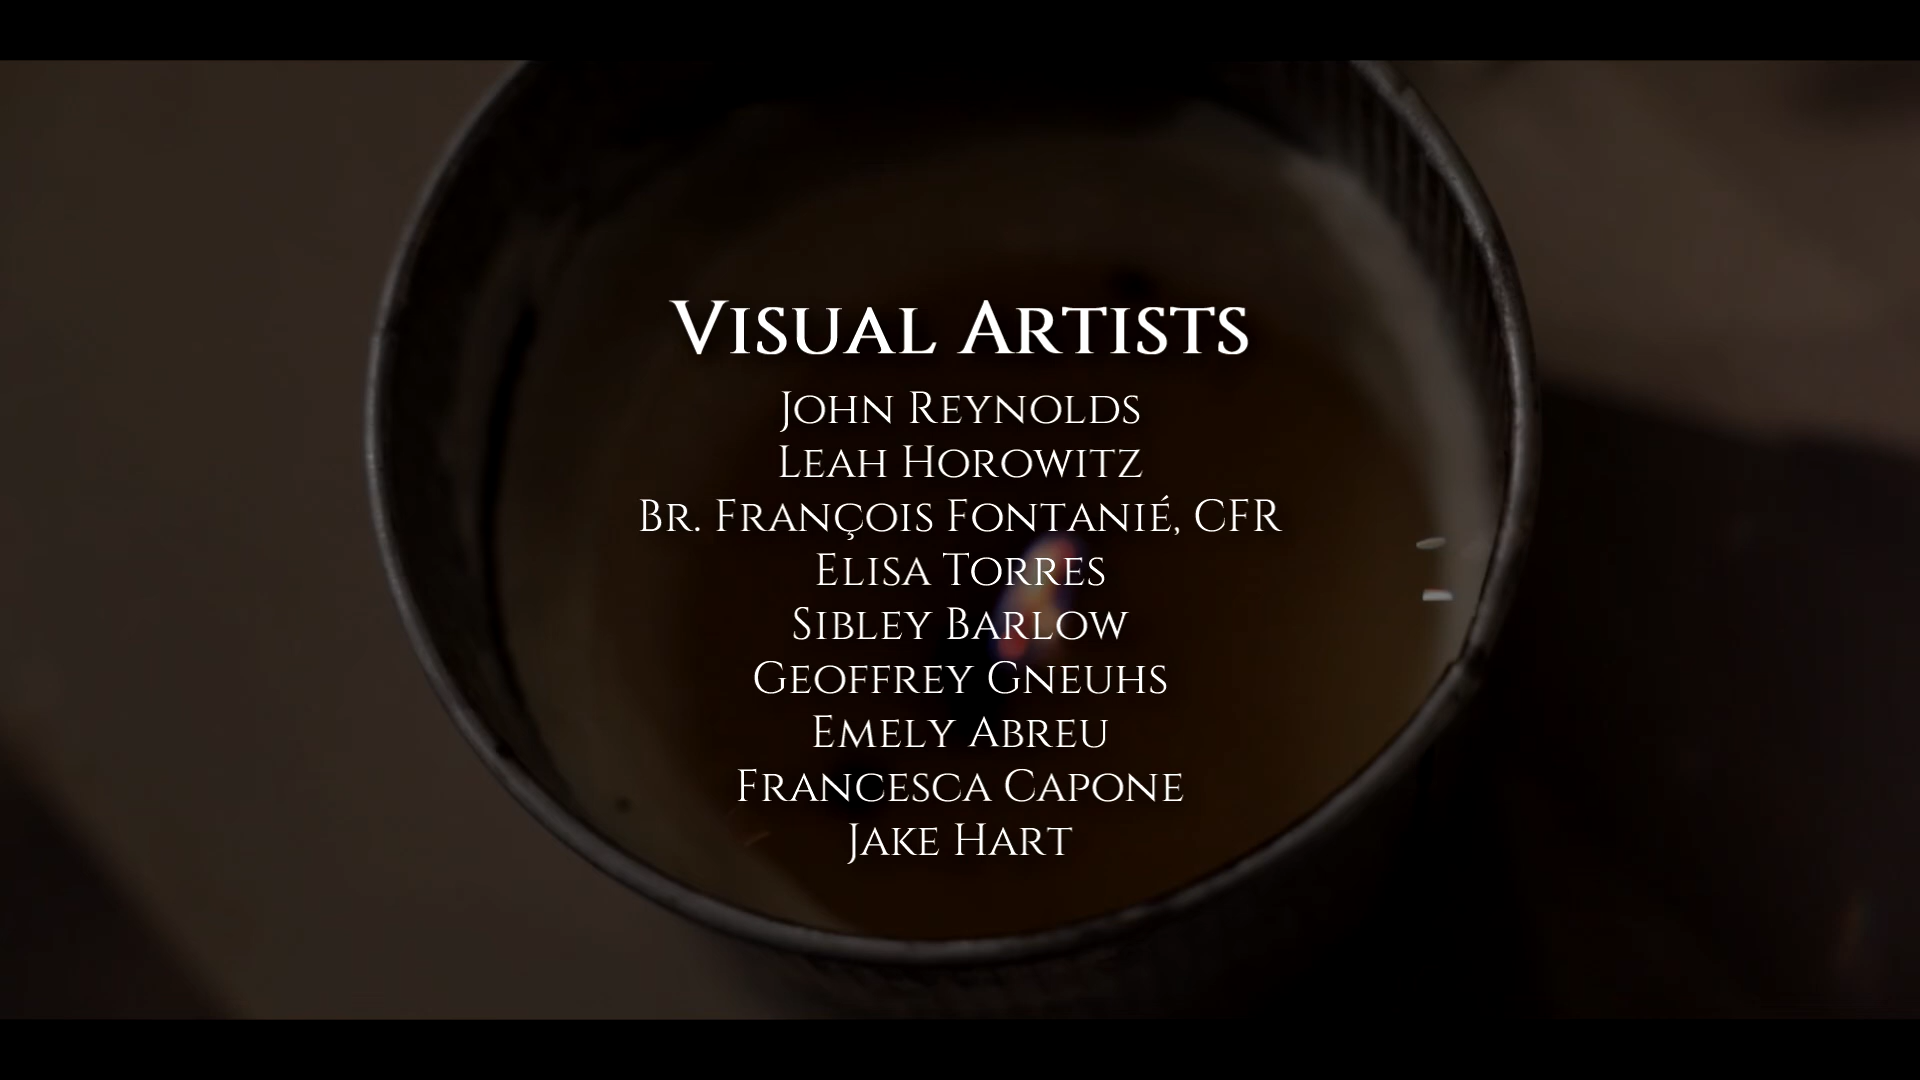 Visual Artists
John Reynolds
Leah Horowitz
Br. François Fontanié, CFR
Elisa Torres
Sibley Barlow
Geoffrey Gneuhs
Emely Abreu
Francesca Capone
Jake Hart